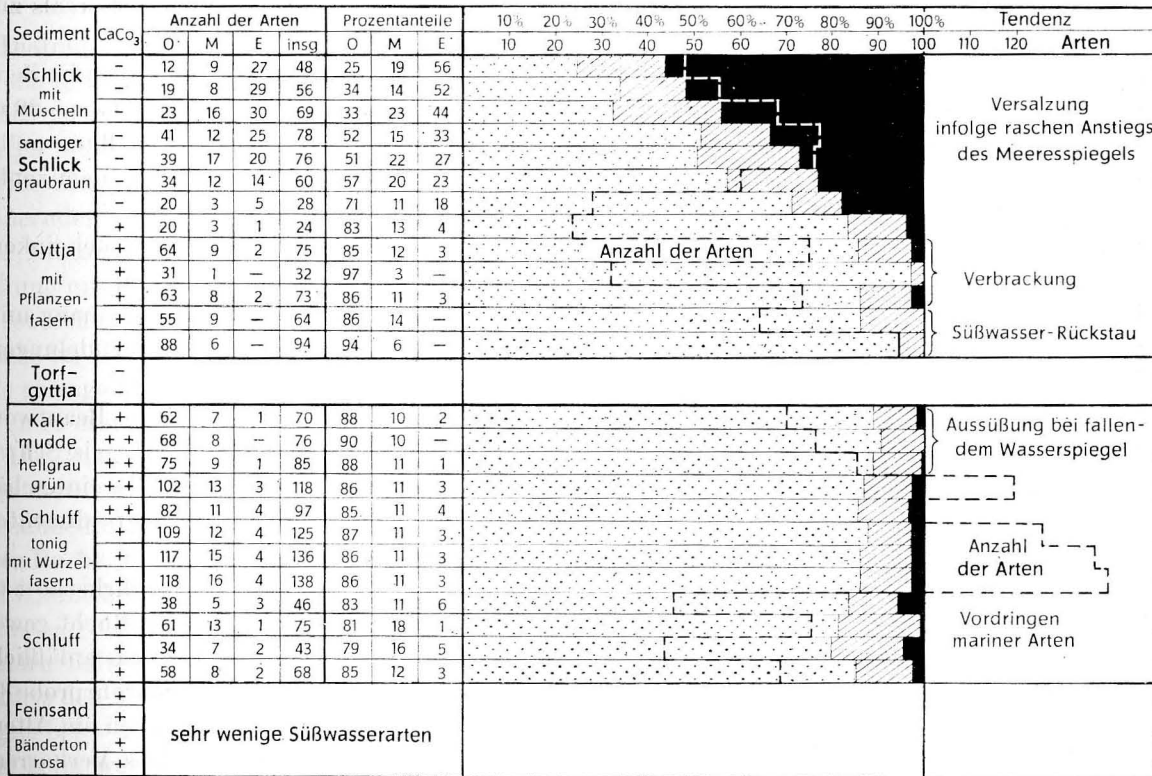 Sediment CaCo3 Anzahl der Arten Prozentanteile 10% 20% 30% 40% 50% 60% 70% 80% 90% 100% Tendenz
O M E insg O M E 10 20 30 40 50 60 70 80 90 100 110 120 Arten
Schlick - 12 9 27 48 25 19 56
mit - 19 8 29 56 34 14 52
Muscheln - 23 16 30 69 33 23 44
Versalzung
infolge raschen Anstiegs
des Meeresspiegels
sandiger - 41 12 25 78 52 15 33
Schlick - 39 17 20 76 51 22 27
graubraun - 34 12 14 60 57 20 23
- 20 3 5 28 71 11 18
+ 20 3 1 24 83 13 4
Gyttja + 64 9 2 75 85 12 3 Anzahl der Arten
mit + 31 1 — 32 97 3 — Verbrackung
Pflanzen- + 63 8 2 73 86 11 3
fasern + 55 9 — 64 86 14 — Süßwasser-Rückstau
+ 88 6 — 94 94 6 —
Torf- -
gyttja -
Kalk + 62 7 1 70 88 10 2 Aussüßung bei fallen-
mudde + + 68 8 — 76 90 10 — dem Wasserspiegel
hellgrau + + 75 9 1 85 88 11 1
grün + + 102 13 3 118 86 11 3
Schluff + + 82 11 4 97 85 11 4
tonig + 109 12 4 125 87 11 3
mit Wurzel- + 117 15 4 136 86 11 3
fasern + 118 16 4 138 86 11 3
Anzahl
der Arten
+ 38 5 3 46 83 11 6
Schluff + 61 13 1 75 81 18 1
+ 34 7 2 43 79 16 5
+ 58 8 2 68 85 12 3
Vordringen
mariner Arten
Feinsand +
+
Bänderton +
rosa +
sehr wenige Süßwasserarten